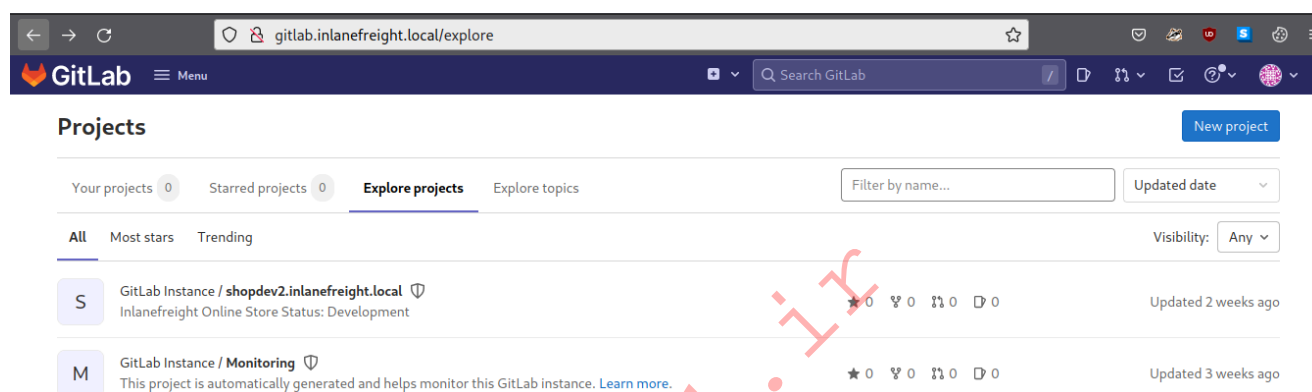 gitlab.inlanefreight.local/explore
GitLab Menu Search GitLab /
Projects New project
Your projects 0 Starred projects 0 Explore projects Explore topics Filter by name... Updated date
All Most stars Trending Visibility: Any
S GitLab Instance / shopdev2.inlanefreight.local 0 0 0 0 Updated 2 weeks ago
Inlanefreight Online Store Status: Development
M GitLab Instance / Monitoring 0 0 0 0 Updated 3 weeks ago
This project is automatically generated and helps monitor this GitLab instance. Learn more.